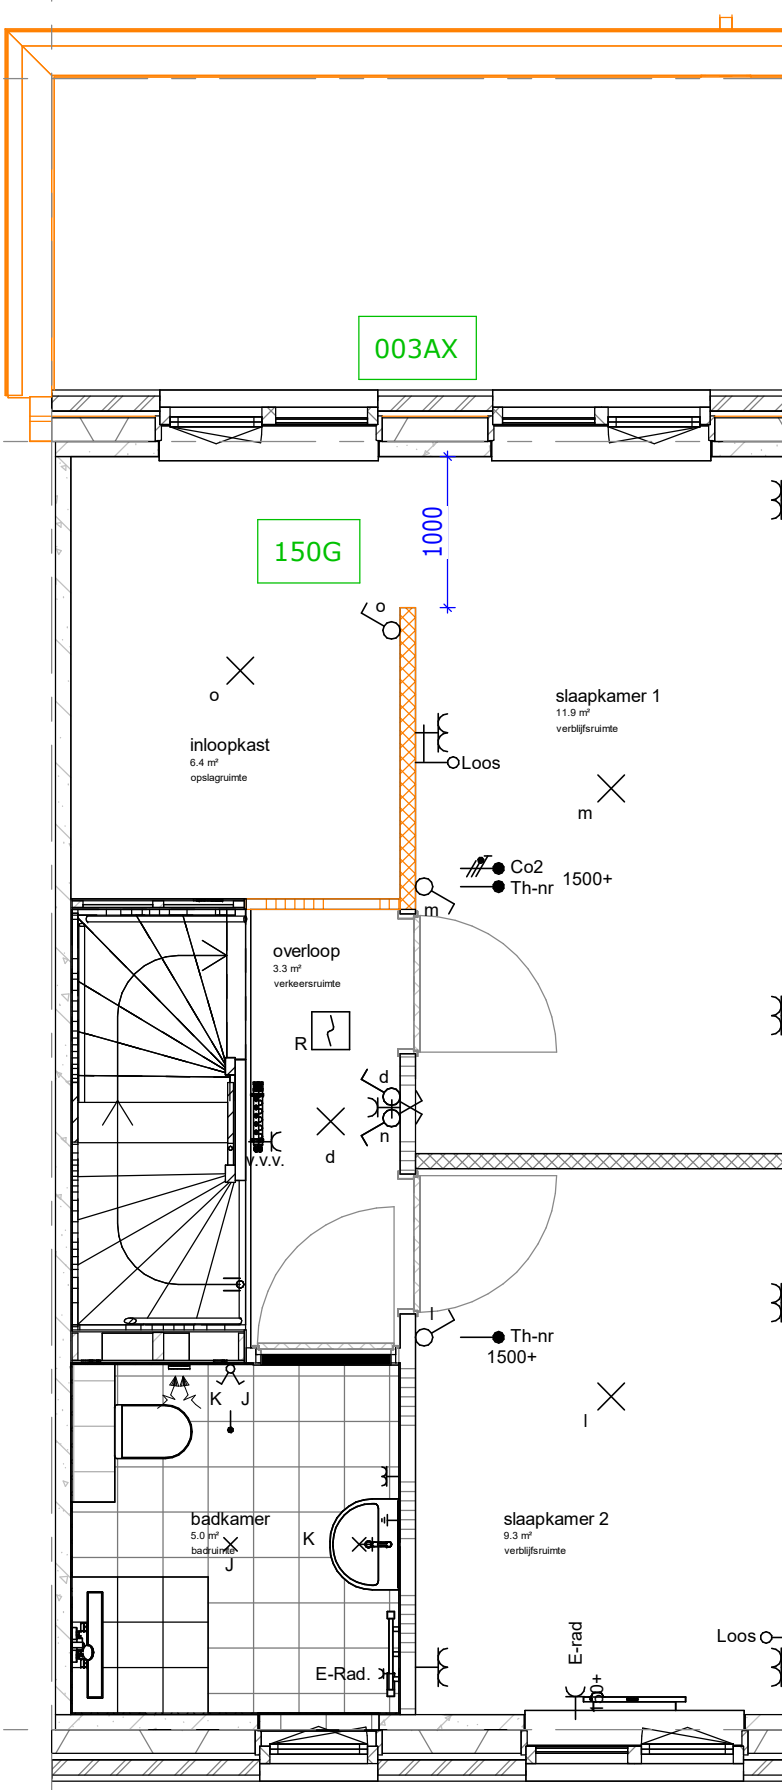 003AX
1000
150G
o
o
slaapkamer 1
11.9 m²
verblijfsruimte
inloopkast
6.4 m²
opslagruimte
Loos
m
Co2
Th-nr
1500+
m
overloop
3.3 m²
verkeersruimte
R
d
n
d
v.v.v.
l
Th-nr
1500+
l
K J
badkamer
5.0 m²
badruimte
J
K
slaapkamer 2
9.3 m²
verblijfsruimte
E-rad
Loos
E-Rad.